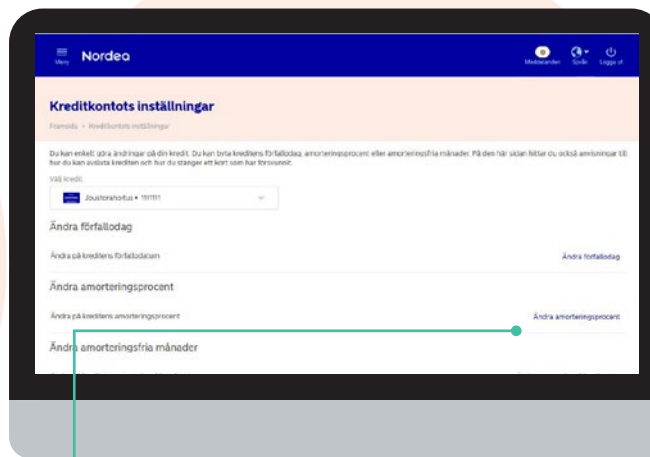 Nordea
Meny
Meddelanden
Språk
Logga ut
Kreditkontots inställningar
Framsida > Kreditkontots inställningar
Du kan enkelt göra ändringar på din kredit. Du kan byta kreditens förfallodag, amorteringsprocent eller amorteringsfria månader. På den här sidan hittar du också anvisningar till
hur du kan avsluta krediten och hur du stänger ett kort som har försvunnit.
Välj kredit
Joustorahoitus • 1111111
Ändra förfallodag
Ändra på kreditens förfallodatum
Ändra förfallodag
Ändra amorteringsprocent
Ändra på kreditens amorteringsprocent
Ändra amorteringsprocent
Ändra amorteringsfria månader